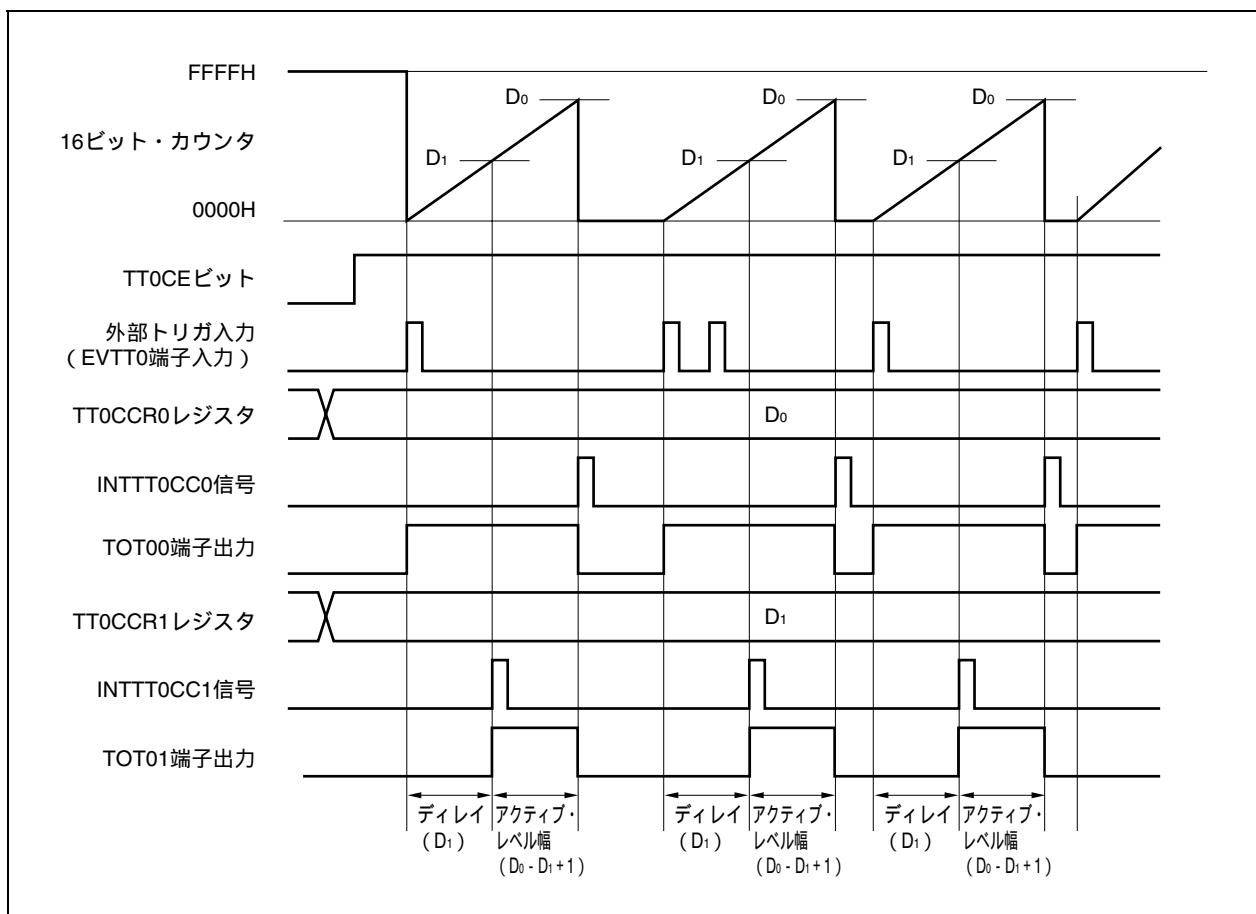 FFFFH
D₀ D₀ D₀
16ビット・カウンタ
D₁ D₁ D₁
0000H
TT0CEビット
外部トリガ入力
（EVTT0端子入力）
TT0CCR0レジスタ D₀
INTTT0CC0信号
TOT00端子出力
TT0CCR1レジスタ D₁
INTTT0CC1信号
TOT01端子出力
ディレイ アクティブ・ ディレイ アクティブ・ ディレイ アクティブ・
（D₁） レベル幅 （D₁） レベル幅 （D₁） レベル幅
（D₀ - D₁+1） （D₀ - D₁+1） （D₀ - D₁+1）